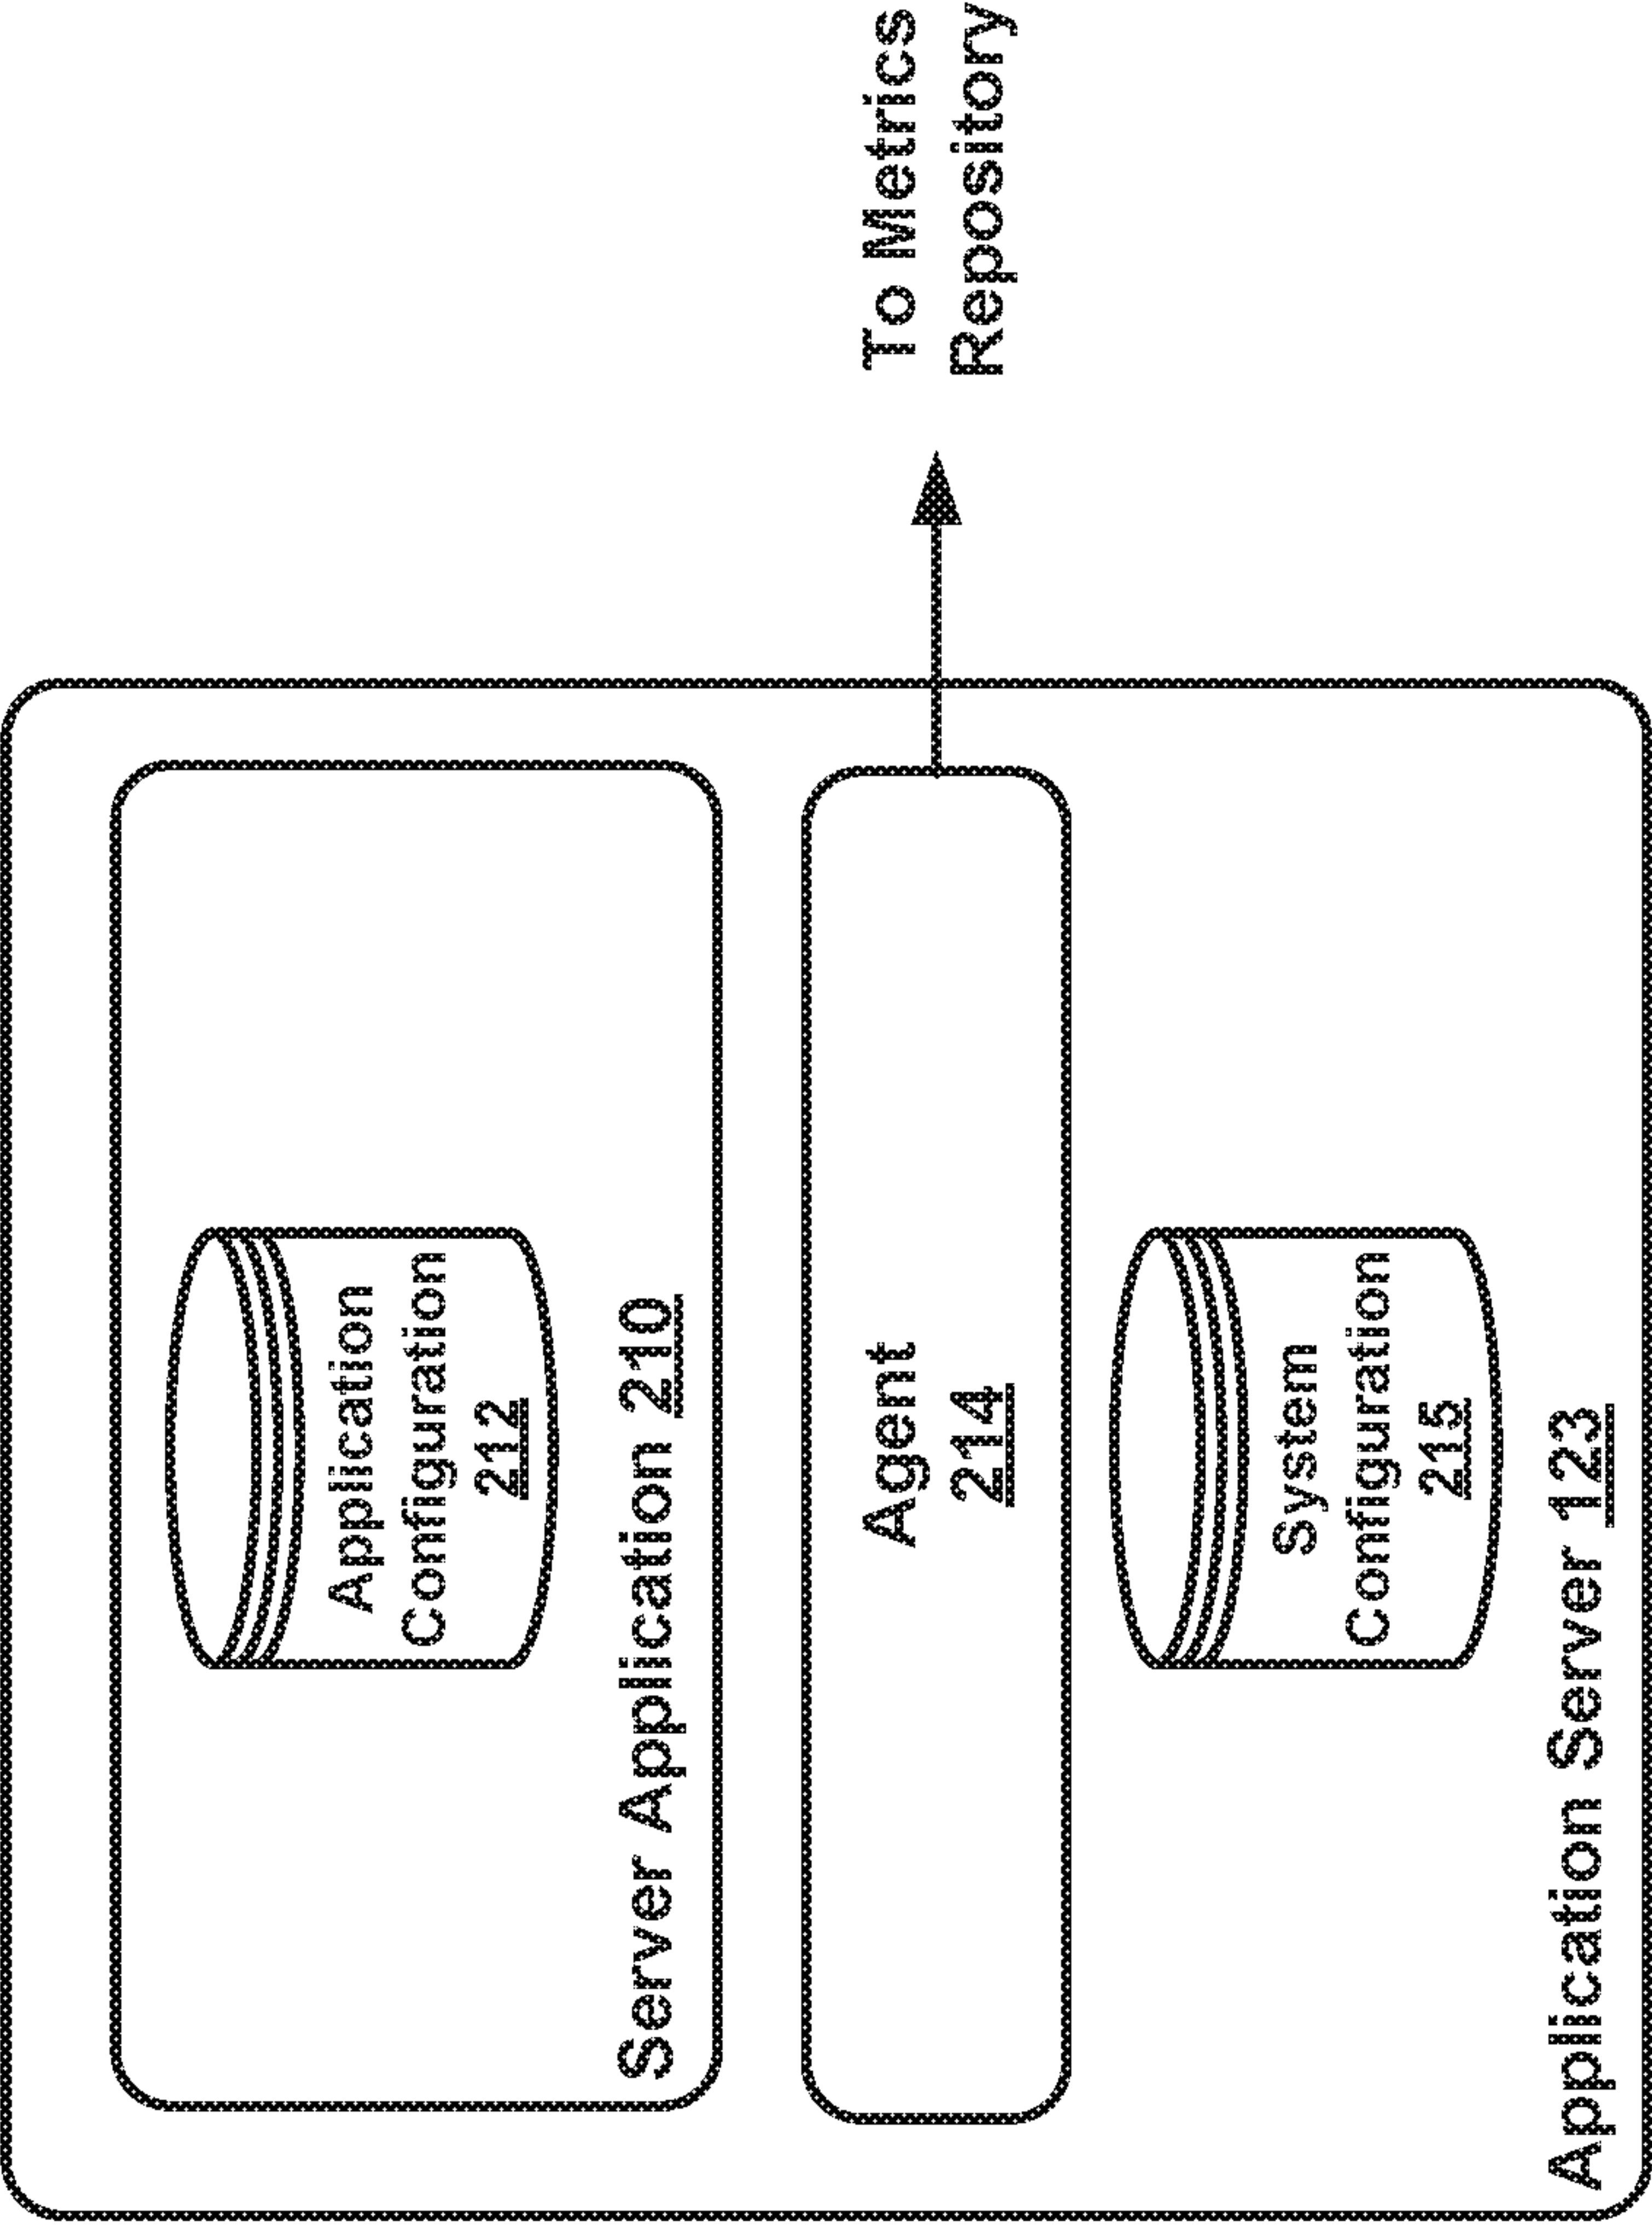 Application
Configuration
212
Server Application 210
Agent
214
To Metrics
Repository
System
Configuration
215
Application Server 123